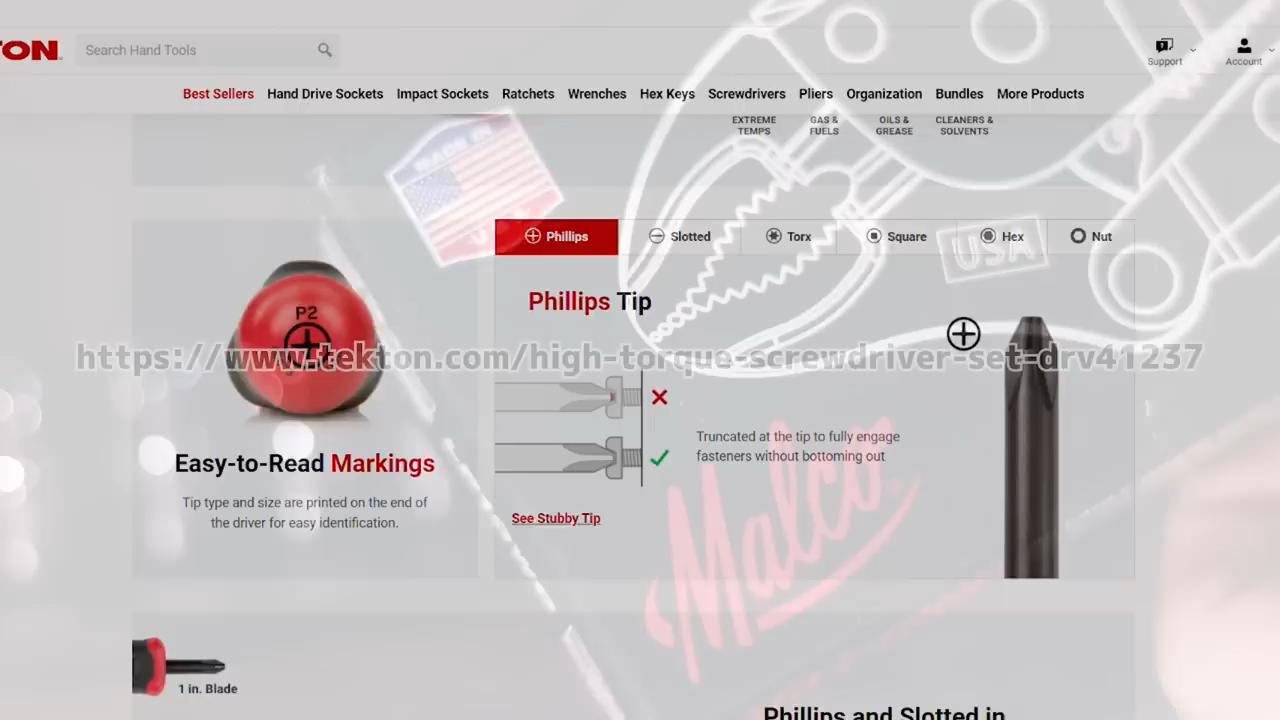 TON
Search Hand Tools
Support
Account
Best Sellers
Hand Drive Sockets
Impact Sockets
Ratchets
Wrenches
Hex Keys
Screwdrivers
Pliers
Organization
Bundles
More Products
EXTREME
TEMPS
GAS &
FUELS
OILS &
GREASE
CLEANERS &
SOLVENTS
MADE IN
Phillips
Slotted
Torx
Square
Hex
Nut
USA
Phillips Tip
P2
https://www.tekton.com/high-torque-screwdriver-set-drv41237
Truncated at the tip to fully engage
fasteners without bottoming out
Easy-to-Read Markings
Tip type and size are printed on the end of
the driver for easy identification.
See Stubby Tip
Malco
1 in. Blade
Phillips and Slotted in